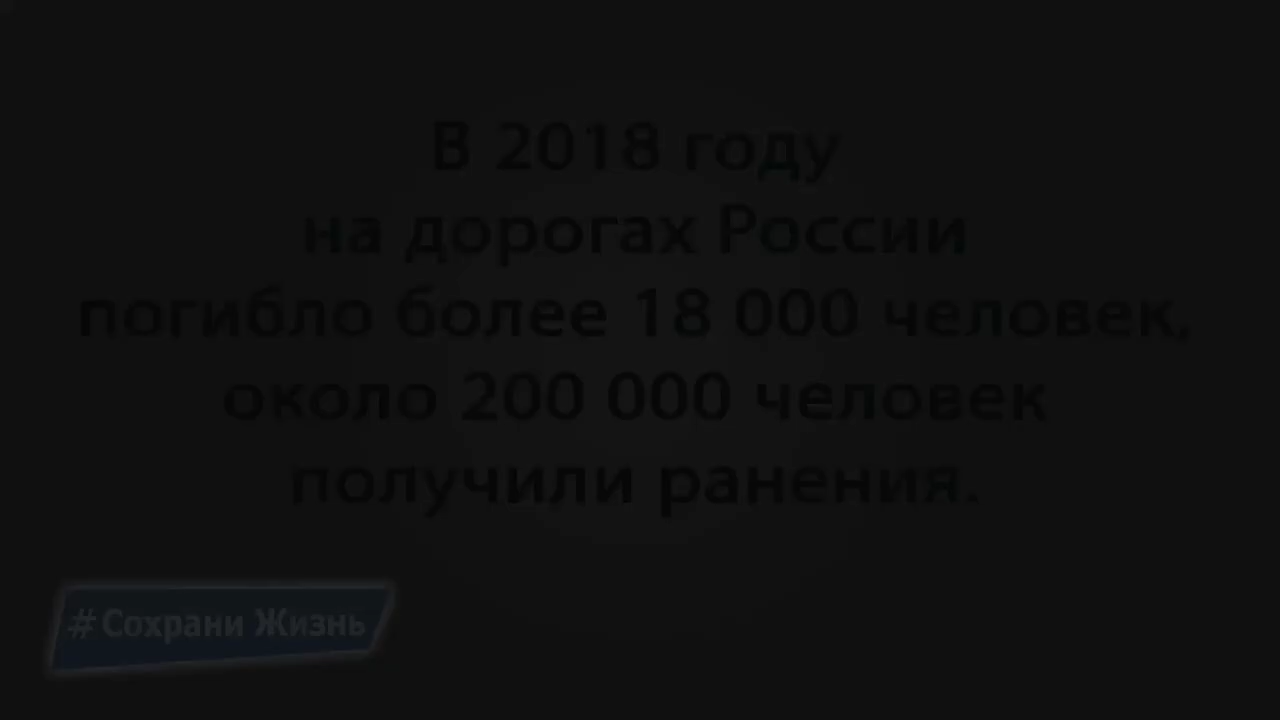 В 2018 году
на дорогах России
погибло более 18 000 человек,
около 200 000 человек
получили ранения.
#Сохрани Жизнь